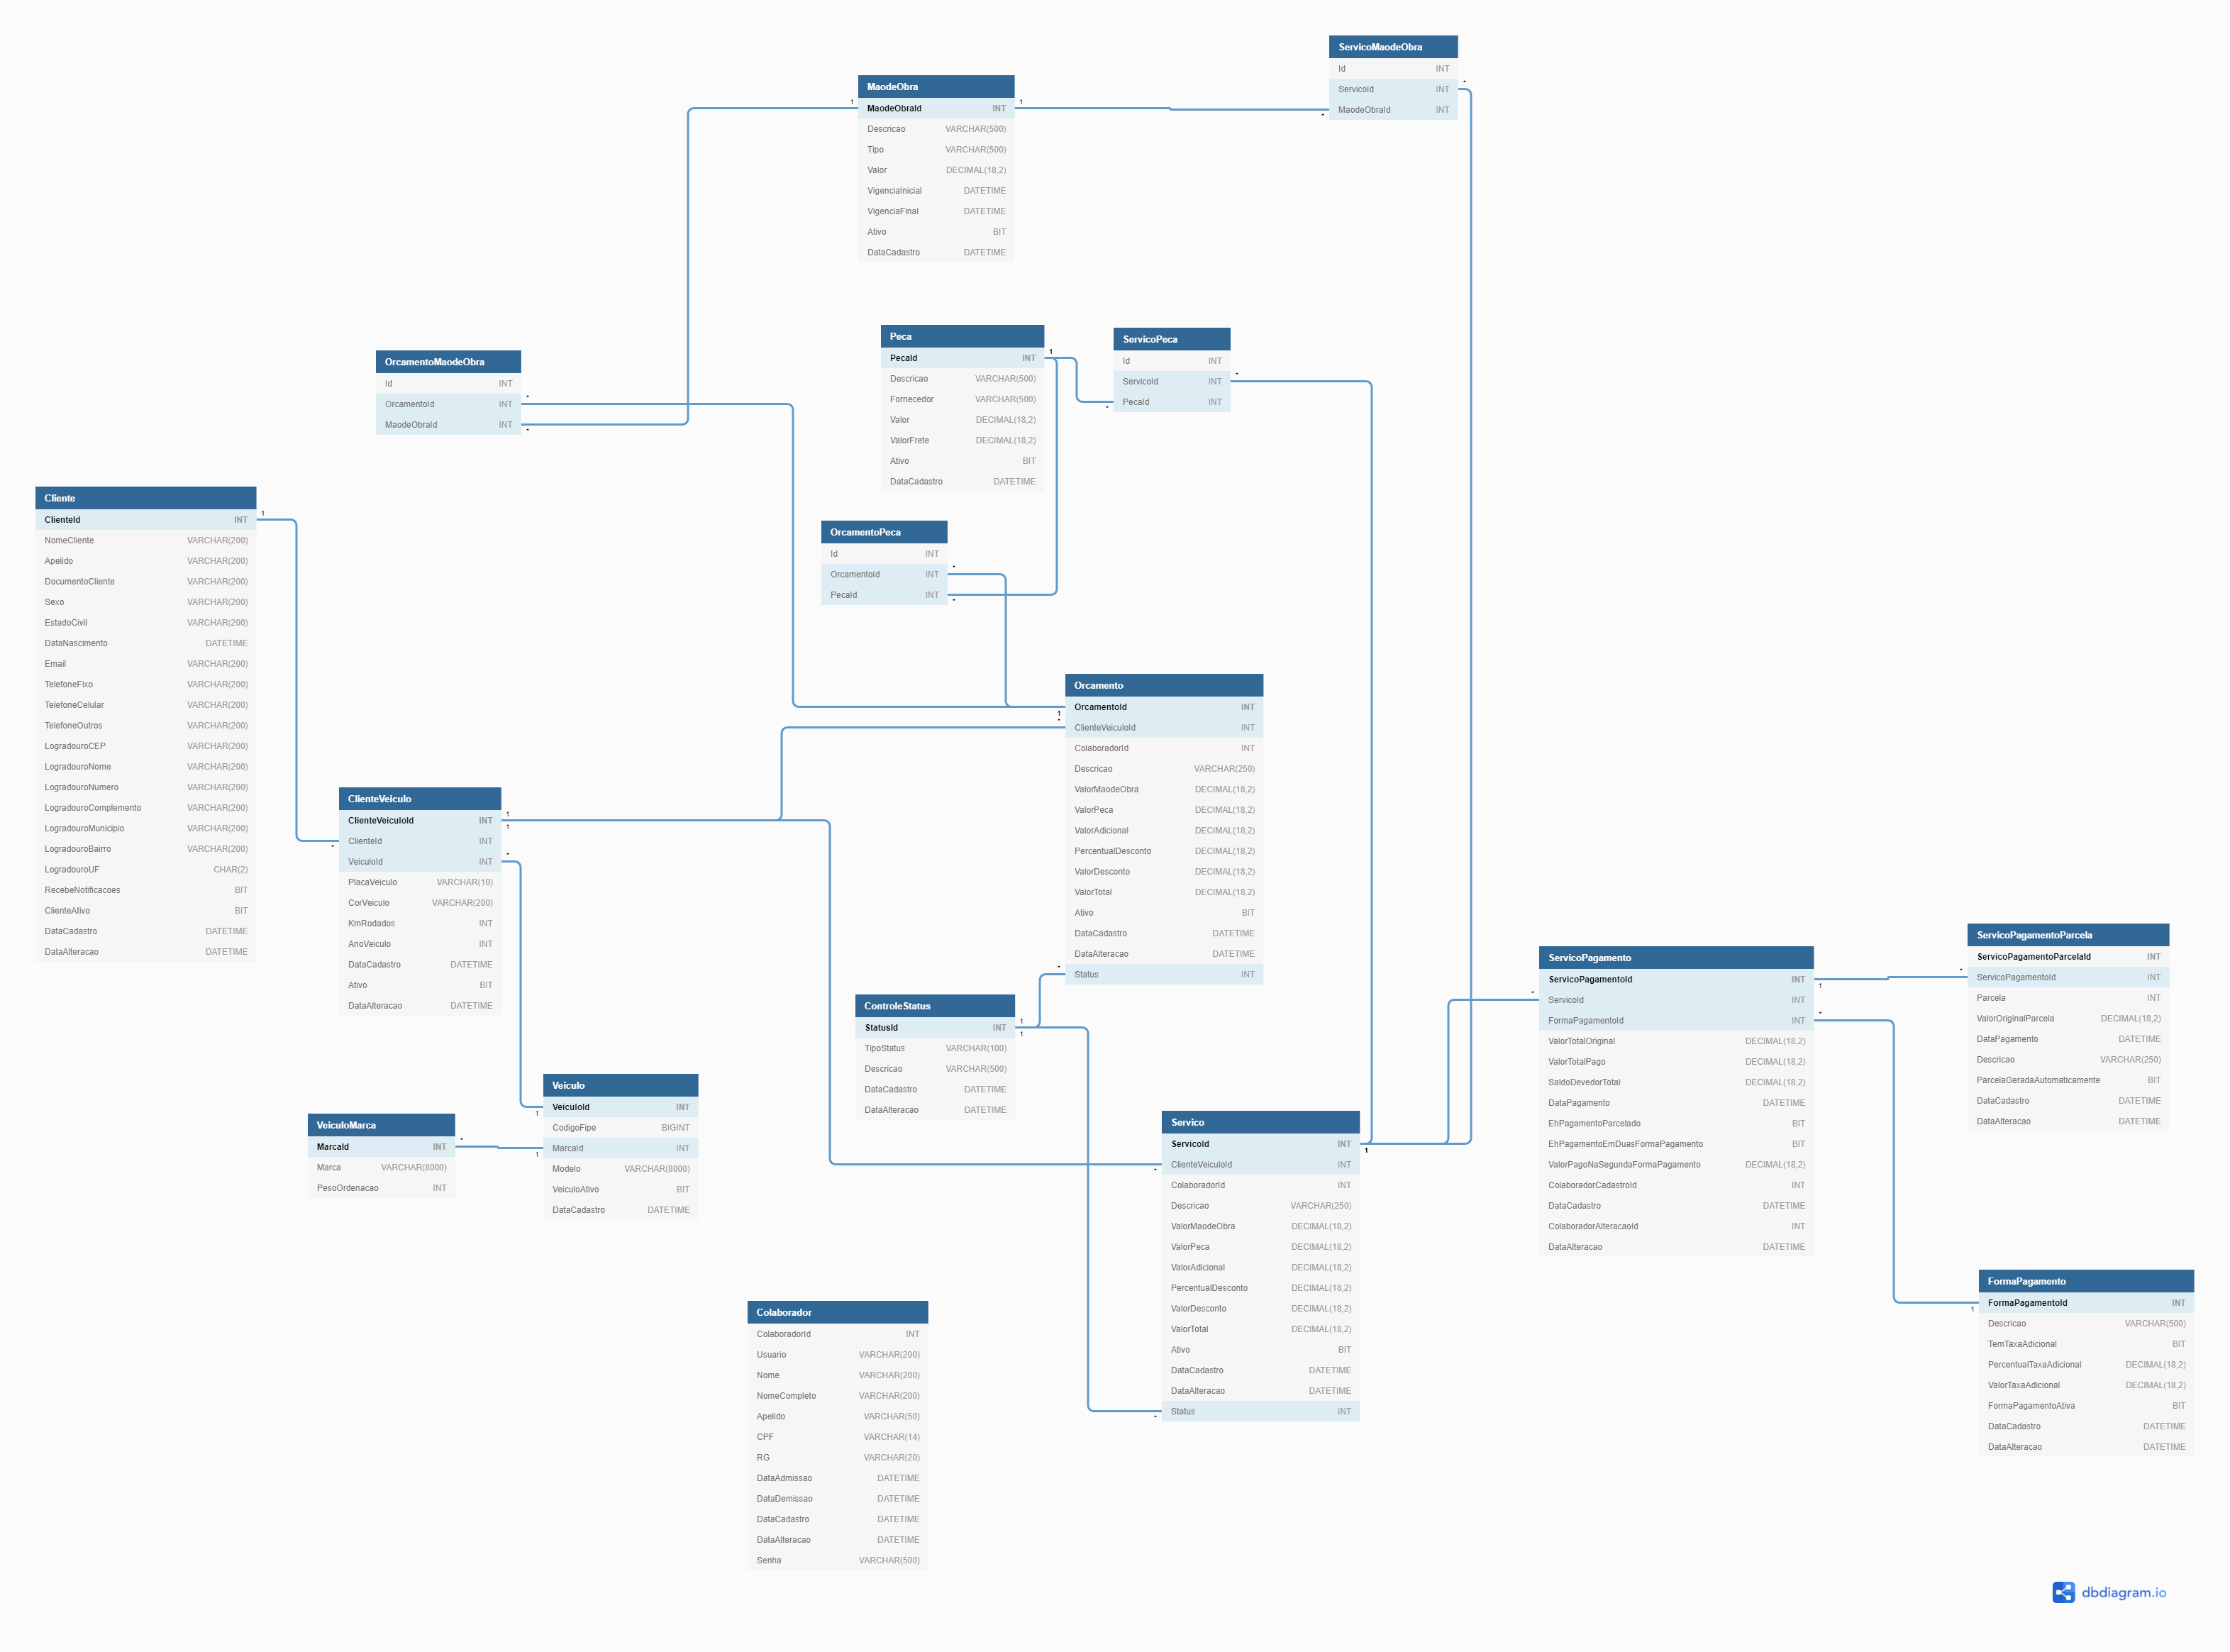 ServicoMaodeObra
Id INT
ServicoId INT
MaodeObraId INT
MaodeObra
MaodeObraId INT
Descricao VARCHAR(500)
Tipo VARCHAR(500)
Valor DECIMAL(18,2)
VigenciaInicial DATETIME
VigenciaFinal DATETIME
Ativo BIT
DataCadastro DATETIME
Peca
PecaId INT
Descricao VARCHAR(500)
Fornecedor VARCHAR(500)
Valor DECIMAL(18,2)
ValorFrete DECIMAL(18,2)
Ativo BIT
DataCadastro DATETIME
ServicoPeca
Id INT
ServicoId INT
PecaId INT
OrcamentoMaodeObra
Id INT
OrcamentoId INT
MaodeObraId INT
OrcamentoPeca
Id INT
OrcamentoId INT
PecaId INT
Cliente
ClienteId INT
NomeCliente VARCHAR(200)
Apelido VARCHAR(200)
DocumentoCliente VARCHAR(200)
Sexo VARCHAR(200)
EstadoCivil VARCHAR(200)
DataNascimento DATETIME
Email VARCHAR(200)
TelefoneFixo VARCHAR(200)
TelefoneCelular VARCHAR(200)
TelefoneOutros VARCHAR(200)
LogradouroCEP VARCHAR(200)
LogradouroNome VARCHAR(200)
LogradouroNumero VARCHAR(200)
LogradouroComplemento VARCHAR(200)
LogradouroMunicipio VARCHAR(200)
LogradouroBairro VARCHAR(200)
LogradouroUF CHAR(2)
RecebeNotificacoes BIT
ClienteAtivo BIT
DataCadastro DATETIME
DataAlteracao DATETIME
Orcamento
OrcamentoId INT
ClienteVeiculoId INT
ColaboradorId INT
Descricao VARCHAR(250)
ValorMaodeObra DECIMAL(18,2)
ValorPeca DECIMAL(18,2)
ValorAdicional DECIMAL(18,2)
PercentualDesconto DECIMAL(18,2)
ValorDesconto DECIMAL(18,2)
ValorTotal DECIMAL(18,2)
Ativo BIT
DataCadastro DATETIME
DataAlteracao DATETIME
Status INT
ClienteVeiculo
ClienteVeiculoId INT
ClienteId INT
VeiculoId INT
PlacaVeiculo VARCHAR(10)
CorVeiculo VARCHAR(200)
KmRodados INT
AnoVeiculo INT
DataCadastro DATETIME
Ativo BIT
DataAlteracao DATETIME
ControleStatus
StatusId INT
TipoStatus VARCHAR(100)
Descricao VARCHAR(500)
DataCadastro DATETIME
DataAlteracao DATETIME
Veiculo
VeiculoId INT
CodigoFipe BIGINT
MarcaId INT
Modelo VARCHAR(8000)
VeiculoAtivo BIT
DataCadastro DATETIME
VeiculoMarca
MarcaId INT
Marca VARCHAR(8000)
PesoOrdenacao INT
Servico
ServicoId INT
ClienteVeiculoId INT
ColaboradorId INT
Descricao VARCHAR(250)
ValorMaodeObra DECIMAL(18,2)
ValorPeca DECIMAL(18,2)
ValorAdicional DECIMAL(18,2)
PercentualDesconto DECIMAL(18,2)
ValorDesconto DECIMAL(18,2)
ValorTotal DECIMAL(18,2)
Ativo BIT
DataCadastro DATETIME
DataAlteracao DATETIME
Status INT
ServicoPagamento
ServicoPagamentoId INT
ServicoId INT
FormaPagamentoId INT
ValorTotalOriginal DECIMAL(18,2)
ValorTotalPago DECIMAL(18,2)
SaldoDevedorTotal DECIMAL(18,2)
DataPagamento DATETIME
EhPagamentoParcelado BIT
EhPagamentoEmDuasFormaPagamento BIT
ValorPagoNaSegundaFormaPagamento DECIMAL(18,2)
ColaboradorCadastroId INT
DataCadastro DATETIME
ColaboradorAlteracaoId INT
DataAlteracao DATETIME
ServicoPagamentoParcela
ServicoPagamentoParcelaId INT
ServicoPagamentoId INT
Parcela INT
ValorOriginalParcela DECIMAL(18,2)
DataPagamento DATETIME
Descricao VARCHAR(250)
ParcelaGeradaAutomaticamente BIT
DataCadastro DATETIME
DataAlteracao DATETIME
FormaPagamento
FormaPagamentoId INT
Descricao VARCHAR(500)
TemTaxaAdicional BIT
PercentualTaxaAdicional DECIMAL(18,2)
ValorTaxaAdicional DECIMAL(18,2)
FormaPagamentoAtiva BIT
DataCadastro DATETIME
DataAlteracao DATETIME
Colaborador
ColaboradorId INT
Usuario VARCHAR(200)
Nome VARCHAR(200)
NomeCompleto VARCHAR(200)
Apelido VARCHAR(50)
CPF VARCHAR(14)
RG VARCHAR(20)
DataAdmissao DATETIME
DataDemissao DATETIME
DataCadastro DATETIME
DataAlteracao DATETIME
Senha VARCHAR(500)
dbdiagram.io